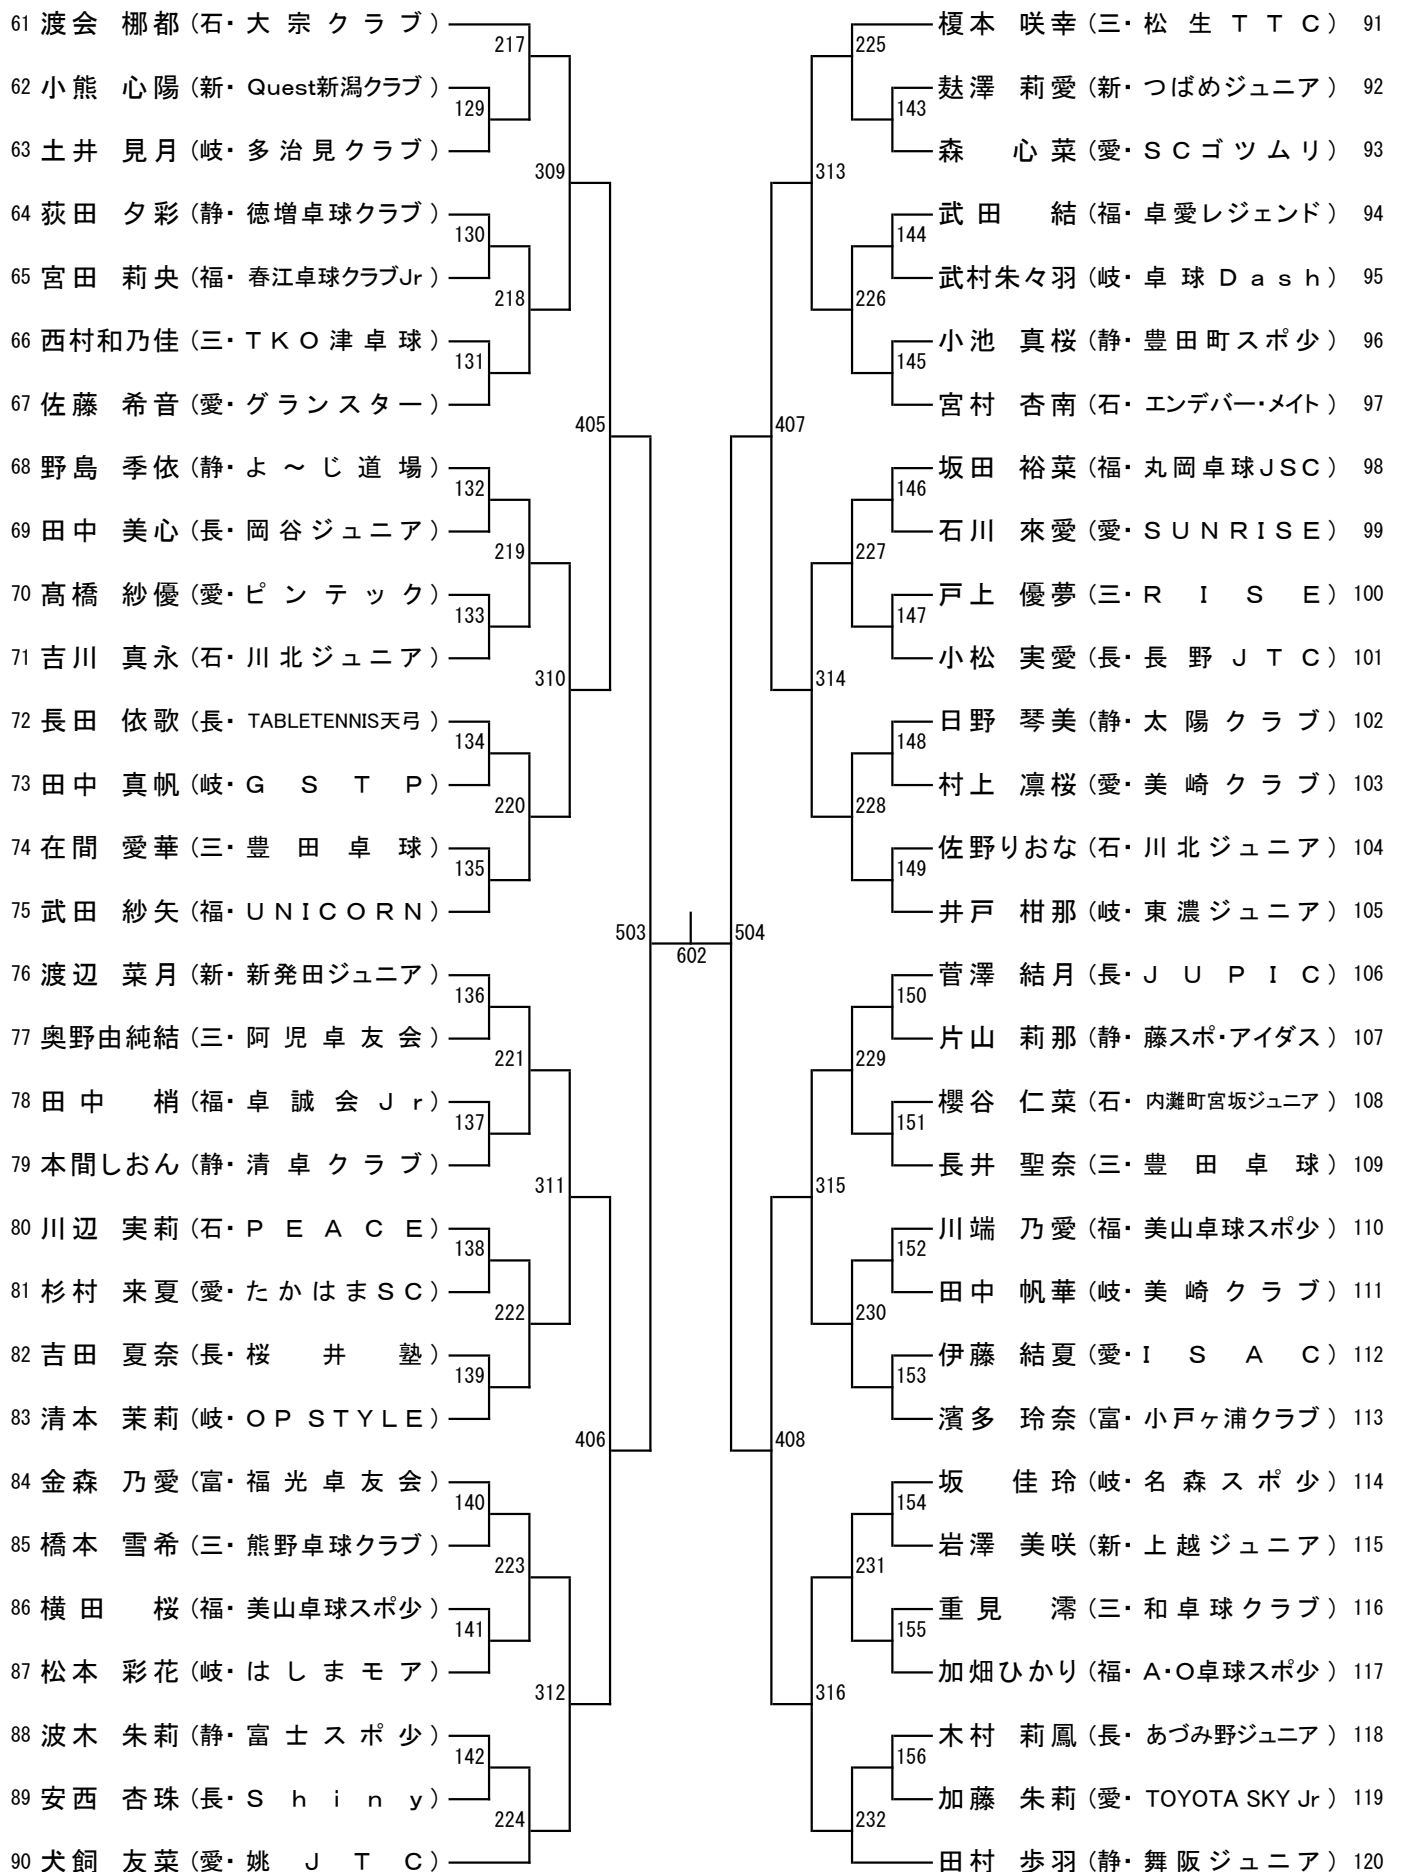 61 渡会 梛都 (石・大宗クラブ)
217
62 小熊 心陽 (新・Quest新潟クラブ)
129
63 土井 見月 (岐・多治見クラブ)
309
64 荻田 夕彩 (静・徳増卓球クラブ)
130
65 宮田 莉央 (福・春江卓球クラブJr)
218
66 西村和乃佳 (三・TKO津卓球)
131
67 佐藤 希音 (愛・グランスター)
405
68 野島 季依 (静・よ～じ道場)
132
69 田中 美心 (長・岡谷ジュニア)
219
70 髙橋 紗優 (愛・ピンテック)
133
71 吉川 真永 (石・川北ジュニア)
310
72 長田 依歌 (長・TABLETENNIS天弓)
134
73 田中 真帆 (岐・GSTP)
220
74 在間 愛華 (三・豊田卓球)
135
75 武田 紗矢 (福・UNICORN)
503
76 渡辺 菜月 (新・新発田ジュニア)
136
77 奥野由純結 (三・阿児卓友会)
221
78 田中 梢 (福・卓誠会Jr)
137
79 本間しおん (静・清卓クラブ)
311
80 川辺 実莉 (石・PEACE)
138
81 杉村 来夏 (愛・たかはまSC)
222
82 吉田 夏奈 (長・桜井塾)
139
83 清本 茉莉 (岐・OP STYLE)
406
84 金森 乃愛 (富・福光卓友会)
140
85 橋本 雪希 (三・熊野卓球クラブ)
223
86 横田 桜 (福・美山卓球スポ少)
141
87 松本 彩花 (岐・はしまモア)
312
88 波木 朱莉 (静・富士スポ少)
142
89 安西 杏珠 (長・Shiny)
224
90 犬飼 友菜 (愛・姚JTC)
602
榎本 咲幸 (三・松生TTC) 91
225
麸澤 莉愛 (新・つばめジュニア) 92
143
森 心菜 (愛・SCゴツムリ) 93
313
武田 結 (福・卓愛レジェンド) 94
144
武村朱々羽 (岐・卓球Dash) 95
226
小池 真桜 (静・豊田町スポ少) 96
145
宮村 杏南 (石・エンデバー・メイト) 97
407
坂田 裕菜 (福・丸岡卓球JSC) 98
146
石川 來愛 (愛・SUNRISE) 99
227
戸上 優夢 (三・RISE) 100
147
小松 実愛 (長・長野JTC) 101
314
日野 琴美 (静・太陽クラブ) 102
148
村上 凛桜 (愛・美崎クラブ) 103
228
佐野りおな (石・川北ジュニア) 104
149
井戸 柑那 (岐・東濃ジュニア) 105
504
菅澤 結月 (長・JUPIC) 106
150
片山 莉那 (静・藤スポ・アイダス) 107
229
櫻谷 仁菜 (石・内灘町宮坂ジュニア) 108
151
長井 聖奈 (三・豊田卓球) 109
315
川端 乃愛 (福・美山卓球スポ少) 110
152
田中 帆華 (岐・美崎クラブ) 111
230
伊藤 結夏 (愛・ISAC) 112
153
濱多 玲奈 (富・小戸ヶ浦クラブ) 113
408
坂 佳玲 (岐・名森スポ少) 114
154
岩澤 美咲 (新・上越ジュニア) 115
231
重見 澪 (三・和卓球クラブ) 116
155
加畑ひかり (福・A・O卓球スポ少) 117
316
木村 莉鳳 (長・あづみ野ジュニア) 118
156
加藤 朱莉 (愛・TOYOTA SKY Jr) 119
232
田村 歩羽 (静・舞阪ジュニア) 120